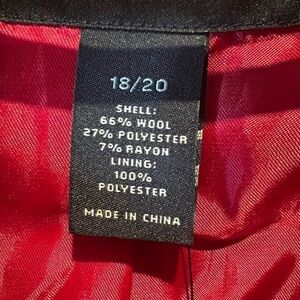 18/20
SHELL:
66% WOOL
27% POLYESTER
7% RAYON
LINING:
100%
POLYESTER
MADE IN CHINA